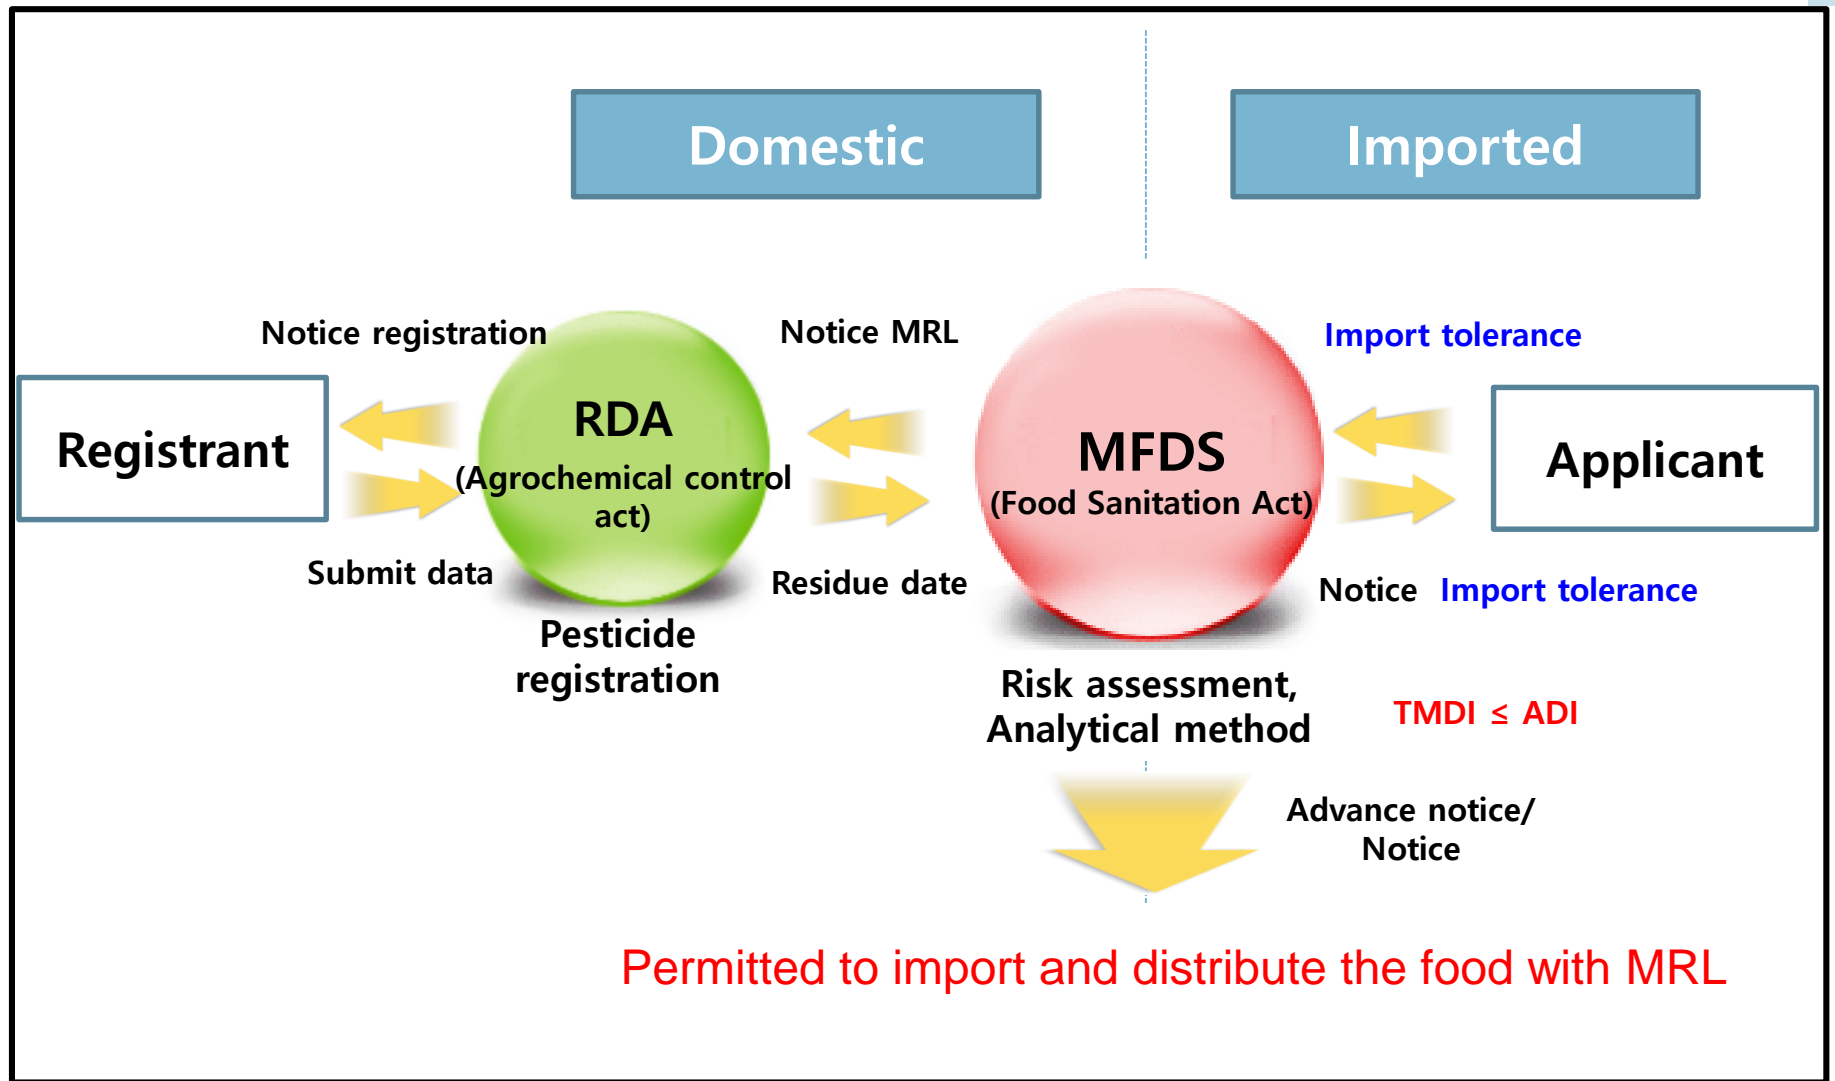 Domestic
Imported
Notice registration
Notice MRL
Import tolerance
Registrant
RDA
(Agrochemical control
act)
MFDS
(Food Sanitation Act)
Applicant
Submit data
Residue date
Notice Import tolerance
Pesticide
registration
Risk assessment,
Analytical method
TMDI ≤ ADI
Advance notice/
Notice
Permitted to import and distribute the food with MRL